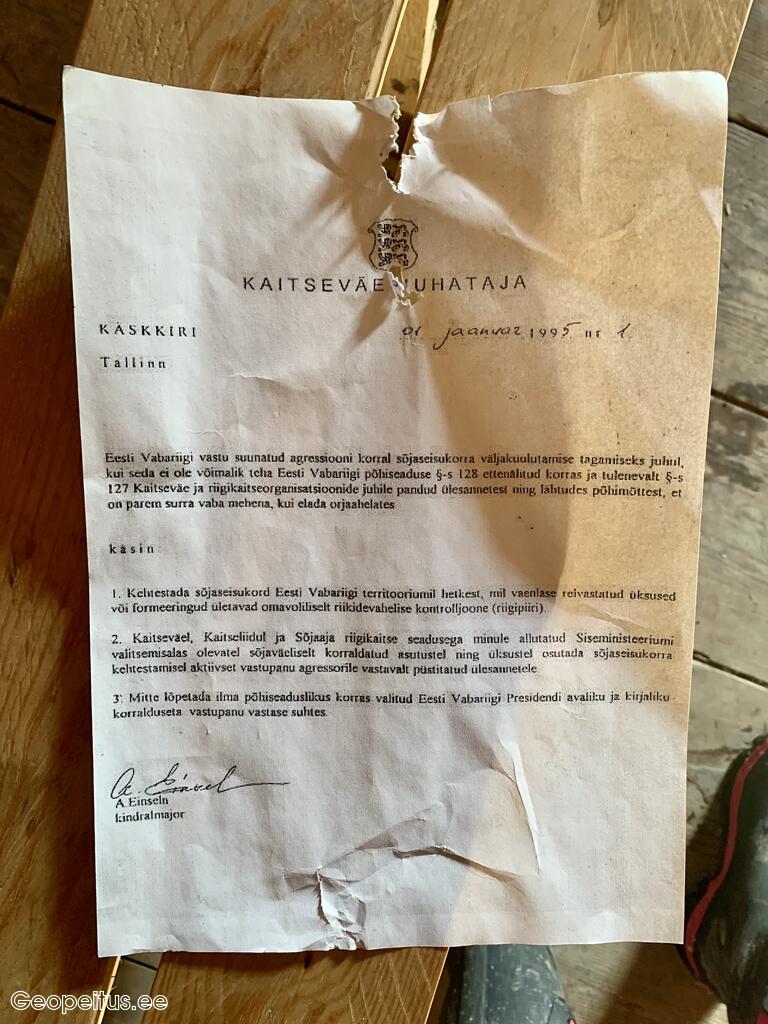 KAITSEVÄE JUHATAJA
KÄSKKIRI
01 jaanuar 1995 nr 1
Tallinn
Eesti Vabariigi vastu suunatud agressiooni korral sõjaseisukorra väljakuulutamise tagamiseks juhul,
kui seda ei ole võimalik teha Eesti Vabariigi põhiseaduse §-s 128 ettenähtud korras ja tulenevalt §-s
127 Kaitseväe ja riigikaitseorganisatsioonide juhile pandud ülesannetest ning lähtudes põhimõttest, et
on parem surra vaba mehena, kui elada orjaahelates
käsin
1. Kehtestada sõjaseisukord Eesti Vabariigi territooriumil hetkest, mil vaenlase relvastatud üksused
või formeeringud ületavad omavoliliselt riikidevahelise kontrolljoone (riigipiiri).
2. Kaitseväel, Kaitseliidul ja Sõjaaja riigikaitse seadusega minule allutatud Siseministeeriumi
valitsemisalas olevatel sõjaväeliselt korraldatud asutustel ning üksustel osutada sõjaseisukorra
kehtestamisel aktiivset vastupanu agressorile vastavalt püstitatud ülesannetele.
3. Mitte lõpetada ilma põhiseaduslikus korras valitud Eesti Vabariigi Presidendi avaliku ja kirjaliku
korralduseta vastupanu vastase suhtes.
A. Einseln
A.Einseln
kindralmajor
Geopeitus.ee